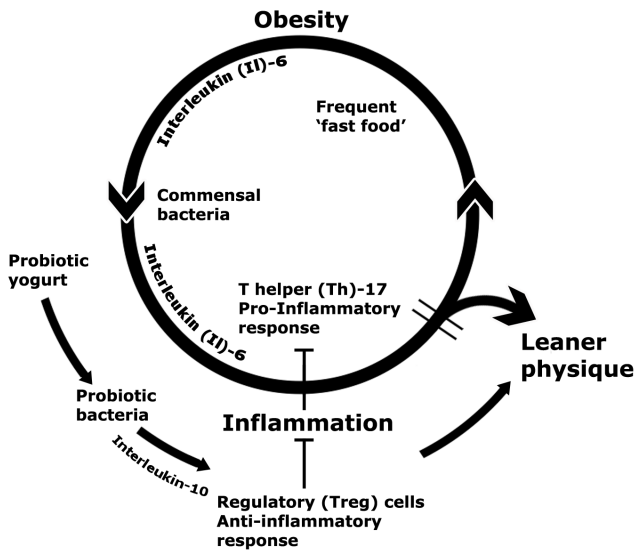 Obesity
Interleukin (Il)-6
Frequent
‘fast food’
Commensal
bacteria
Interleukin (Il)-6
Probiotic
yogurt
T helper (Th)-17
Pro-Inflammatory
response
Leaner
physique
Probiotic
bacteria
Inflammation
Interleukin-10
Regulatory (Treg) cells
Anti-inflammatory
response